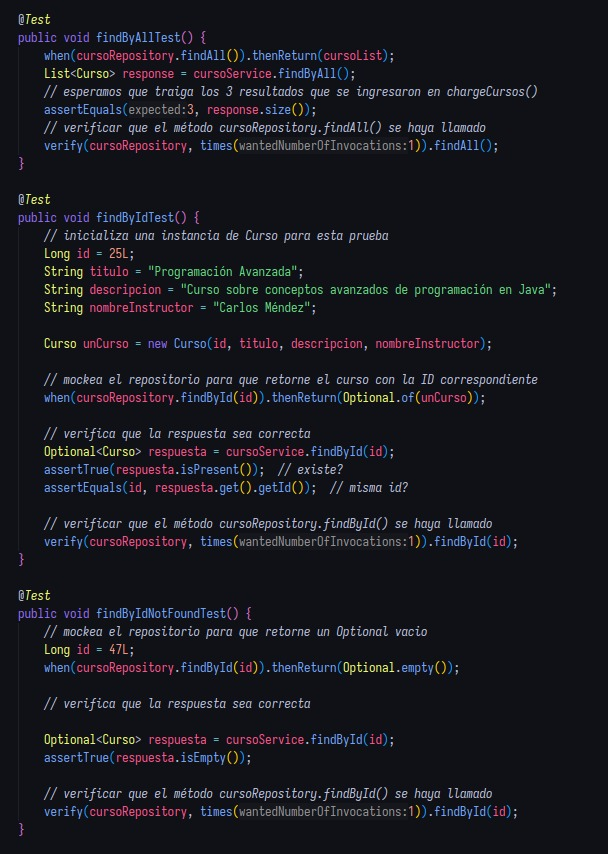 @Test
public void findByAllTest() {
when(cursoRepository.findAll()).thenReturn(cursoList);
List<Curso> response = cursoService.findByAll();
// esperamos que traiga los 3 resultados que se ingresaron en chargeCursos()
assertEquals(expected:3, response.size());
// verificar que el método cursoRepository.findAll() se haya llamado
verify(cursoRepository, times(wantedNumberOfInvocations:1)).findAll();
}
@Test
public void findByIdTest() {
// inicializa una instancia de Curso para esta prueba
Long id = 25L;
String titulo = "Programación Avanzada";
String descripcion = "Curso sobre conceptos avanzados de programación en Java";
String nombreInstructor = "Carlos Méndez";
Curso unCurso = new Curso(id, titulo, descripcion, nombreInstructor);
// mockea el repositorio para que retorne el curso con la ID correspondiente
when(cursoRepository.findById(id)).thenReturn(Optional.of(unCurso));
// verifica que la respuesta sea correcta
Optional<Curso> respuesta = cursoService.findById(id);
assertTrue(respuesta.isPresent()); // existe?
assertEquals(id, respuesta.get().getId()); // misma id?
// verificar que el método cursoRepository.findById() se haya llamado
verify(cursoRepository, times(wantedNumberOfInvocations:1)).findById(id);
}
@Test
public void findByIdNotFoundTest() {
// mockea el repositorio para que retorne un Optional vacio
Long id = 47L;
when(cursoRepository.findById(id)).thenReturn(Optional.empty());
// verifica que la respuesta sea correcta
Optional<Curso> respuesta = cursoService.findById(id);
assertTrue(respuesta.isEmpty());
// verificar que el método cursoRepository.findById() se haya llamado
verify(cursoRepository, times(wantedNumberOfInvocations:1)).findById(id);
}